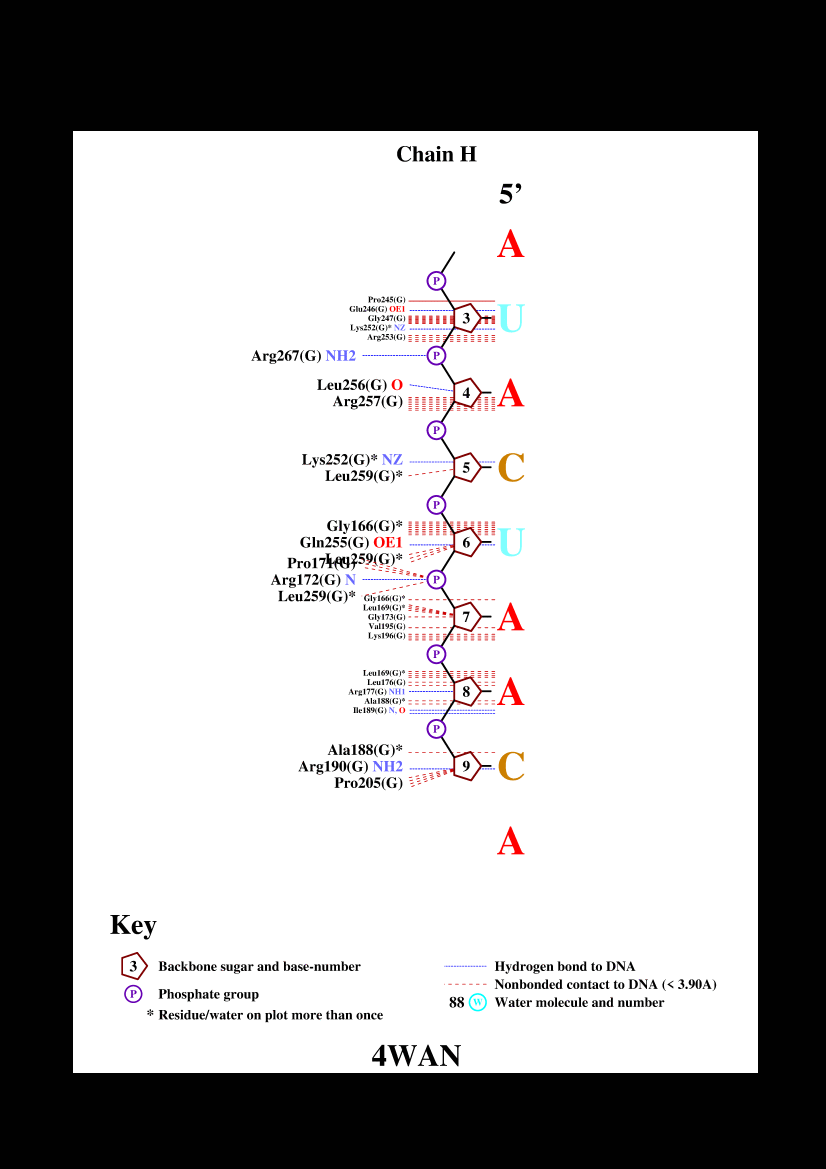 Chain H
5’
A
P
Pro245(G)
Glu246(G) OE1
Gly247(G)
3 U
Lys252(G)* NZ
Arg253(G)
Arg267(G) NH2 P
Leu256(G) O
4 A
Arg257(G)
P
Lys252(G)* NZ
5 C
Leu259(G)*
P
Gly166(G)*
Gln255(G) OE1 6 U
Leu259(G)*
Pro171(G)
Arg172(G) N P
Leu259(G)*
Gly166(G)*
Leu169(G)*
Gly173(G) 7 A
Val195(G)
Lys196(G)
P
Leu169(G)*
Leu176(G)
Arg177(G) NH1 8 A
Ala188(G)*
Ile189(G) N, O
P
Ala188(G)*
Arg190(G) NH2 9 C
Pro205(G)
A
Key
3 Backbone sugar and base-number
P Phosphate group
* Residue/water on plot more than once
Hydrogen bond to DNA
Nonbonded contact to DNA (< 3.90A)
88 W Water molecule and number
4WAN